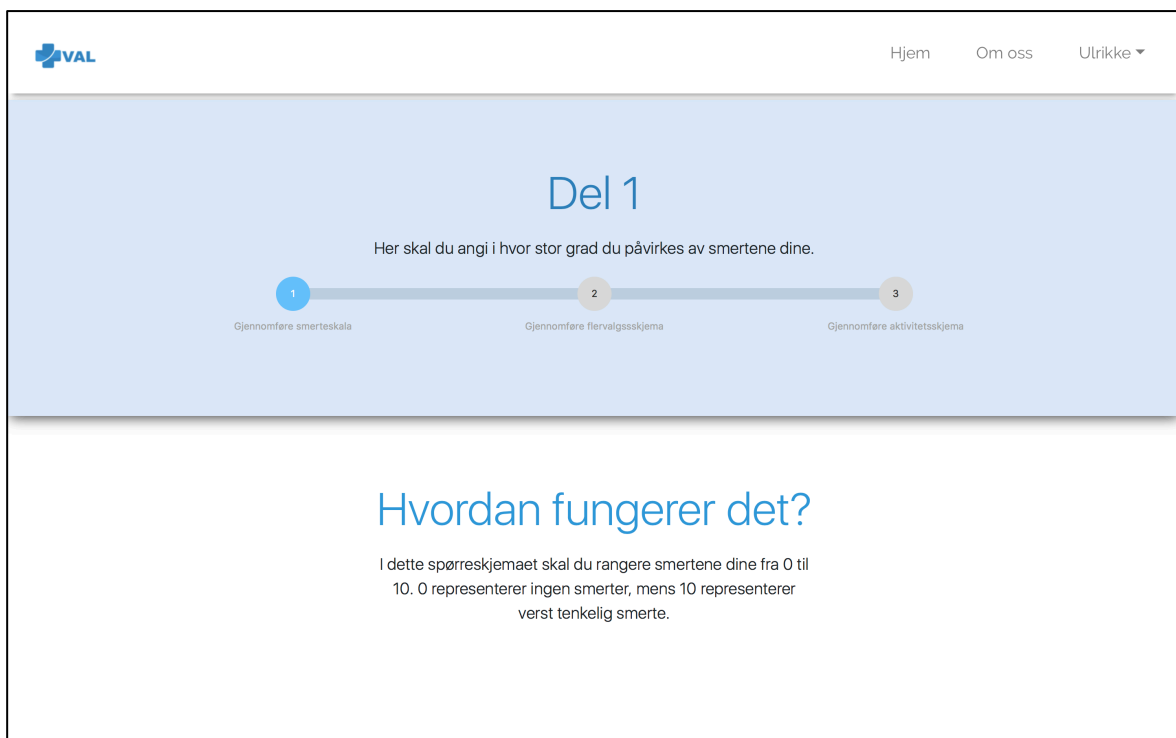 VAL
Hjem Om oss Ulrikke
Del 1
Her skal du angi i hvor stor grad du påvirkes av smertene dine.
1 2 3
Gjennomføre smerteskala Gjennomføre flervalgssskjema Gjennomføre aktivitetsskjema
Hvordan fungerer det?
I dette spørreskjemaet skal du rangere smertene dine fra 0 til
10. 0 representerer ingen smerter, mens 10 representerer
verst tenkelig smerte.